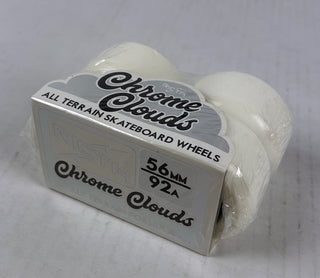 Chrome
Clouds
ALL TERRAIN SKATEBOARD WHEELS
56MM
92A
Chrome Clouds